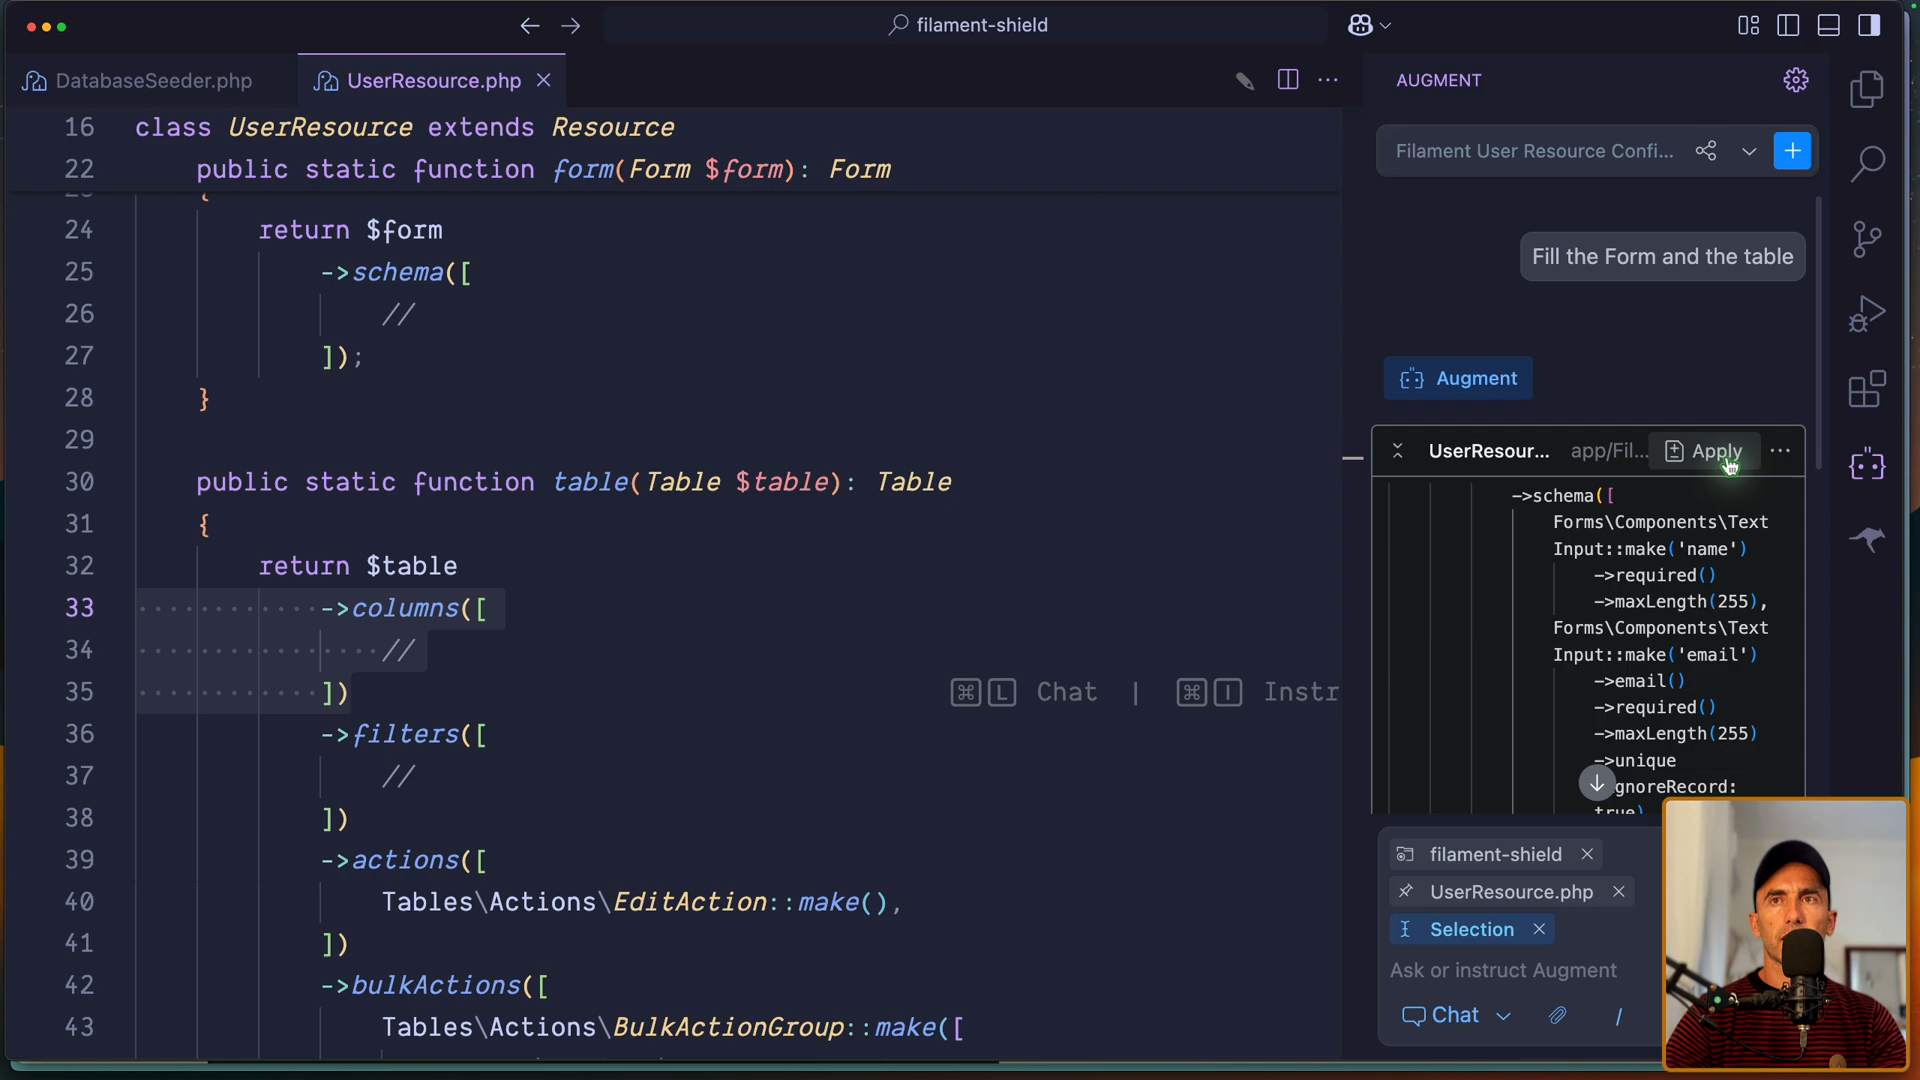 filament-shield
DatabaseSeeder.php
UserResource.php
AUGMENT
16 class UserResource extends Resource
22 public static function form(Form $form): Form
{
24 return $form
25 ->schema([
26 //
27 ]);
28 }
29
30 public static function table(Table $table): Table
31 {
32 return $table
33 ->columns([
34 //
35 ])
⌘ L Chat | ⌘ I Instr
36 ->filters([
37 //
38 ])
39 ->actions([
40 Tables\Actions\EditAction::make(),
41 ])
42 ->bulkActions([
43 Tables\Actions\BulkActionGroup::make([
Filament User Resource Confi...
Fill the Form and the table
Augment
UserResour... app/Fil... Apply
->schema([
Forms\Components\Text
Input::make('name')
->required()
->maxLength(255),
Forms\Components\Text
Input::make('email')
->email()
->required()
->maxLength(255)
->unique
gnoreRecord:
true)
filament-shield
UserResource.php
Selection
Ask or instruct Augment
Chat
/